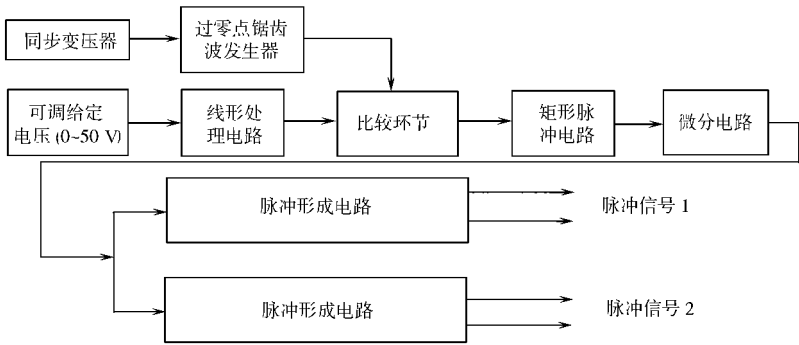 同步变压器
过零点锯齿
波发生器
可调给定
电压(0~50 V)
线形处
理电路
比较环节
矩形脉
冲电路
微分电路
脉冲形成电路
脉冲信号 1
脉冲形成电路
脉冲信号 2